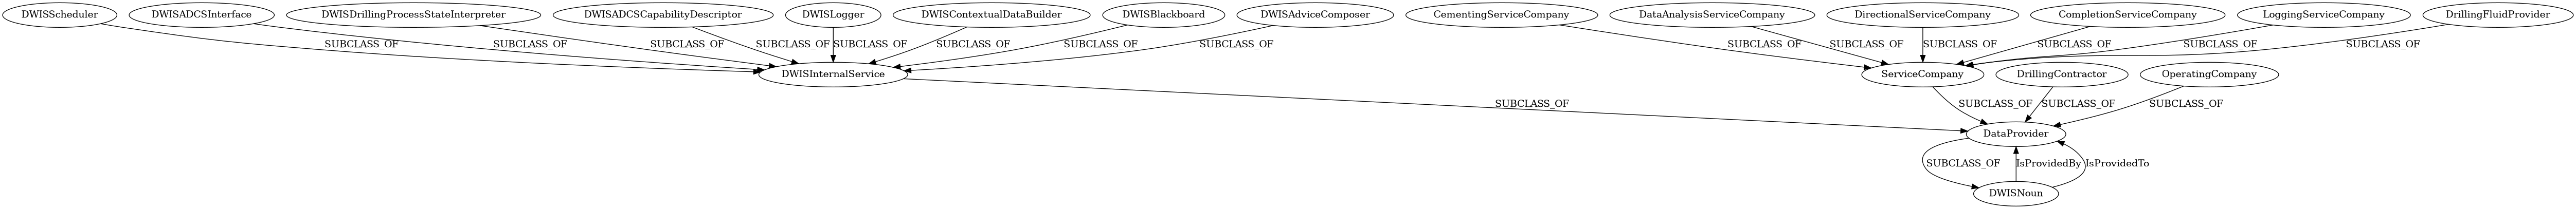 DWISScheduler DWISADCSInterface DWISDrillingProcessStateInterpreter DWISADCSCapabilityDescriptor DWISLogger DWISContextualDataBuilder DWISBlackboard DWISAdviceComposer CementingServiceCompany DataAnalysisServiceCompany DirectionalServiceCompany CompletionServiceCompany LoggingServiceCompany DrillingFluidProvider
SUBCLASS_OF SUBCLASS_OF SUBCLASS_OF SUBCLASS_OF SUBCLASS_OF SUBCLASS_OF SUBCLASS_OF SUBCLASS_OF SUBCLASS_OF SUBCLASS_OF SUBCLASS_OF SUBCLASS_OF SUBCLASS_OF SUBCLASS_OF
DWISInternalService ServiceCompany DrillingContractor OperatingCompany
SUBCLASS_OF SUBCLASS_OF SUBCLASS_OF SUBCLASS_OF
DataProvider
SUBCLASS_OF IsProvidedBy IsProvidedTo
DWISNoun